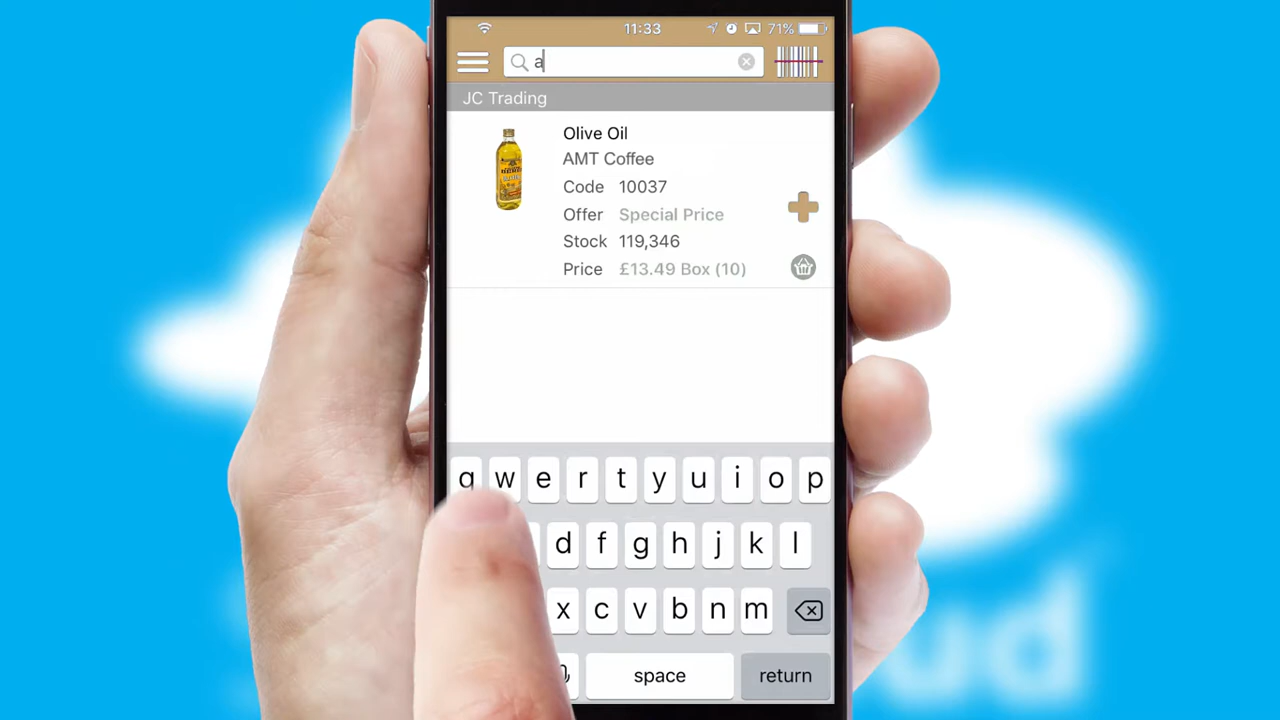 11:33
71%
a
JC Trading
Olive Oil
AMT Coffee
Code 10037
Offer Special Price
Stock 119,346
Price £13.49 Box (10)
q w e r t y u i o p
d f g h j k l
x c v b n m
space return
ud